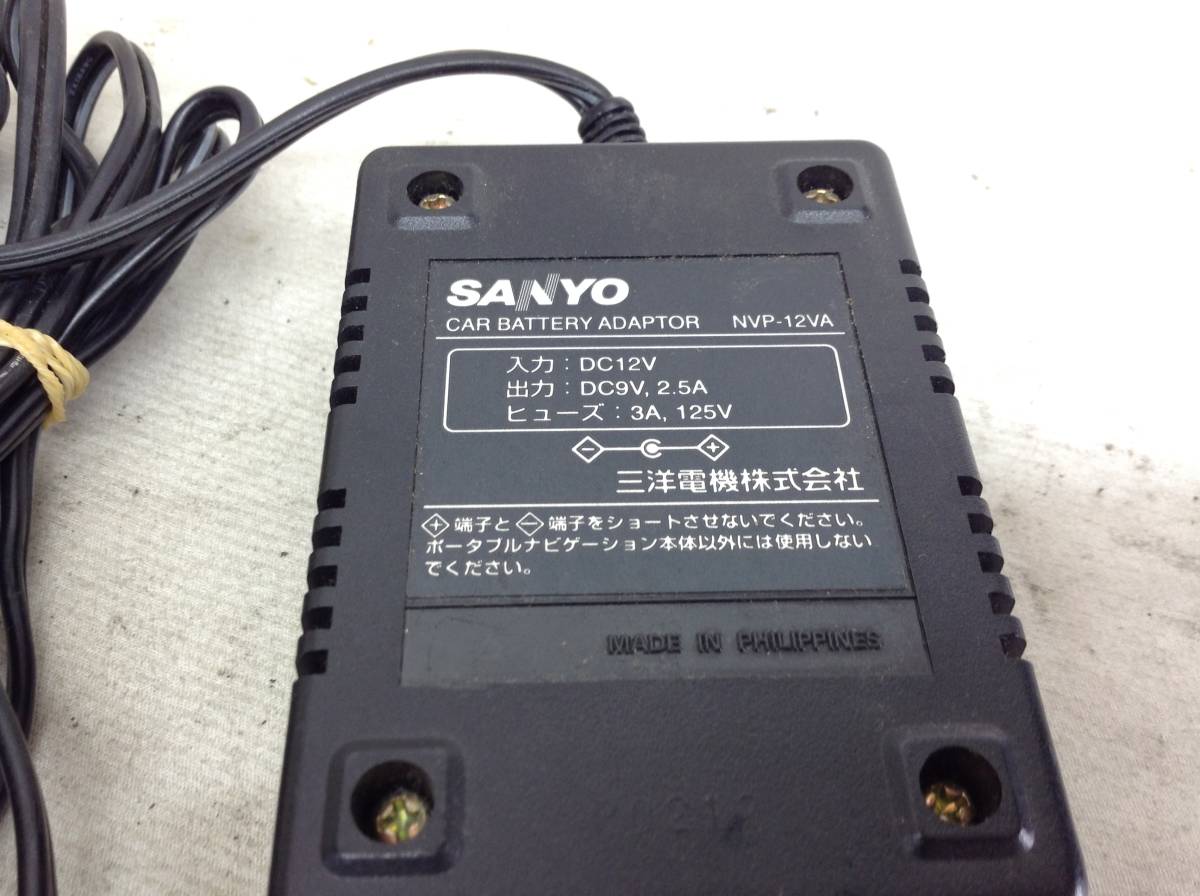 SANYO
CAR BATTERY ADAPTOR NVP-12VA
入力：DC12V
出力：DC9V, 2.5A
ヒューズ：3A, 125V
三洋電機株式会社
⊕端子と⊖端子をショートさせないでください。
ポータブルナビゲーション本体以外には使用しない
でください。
MADE IN PHILIPPINES